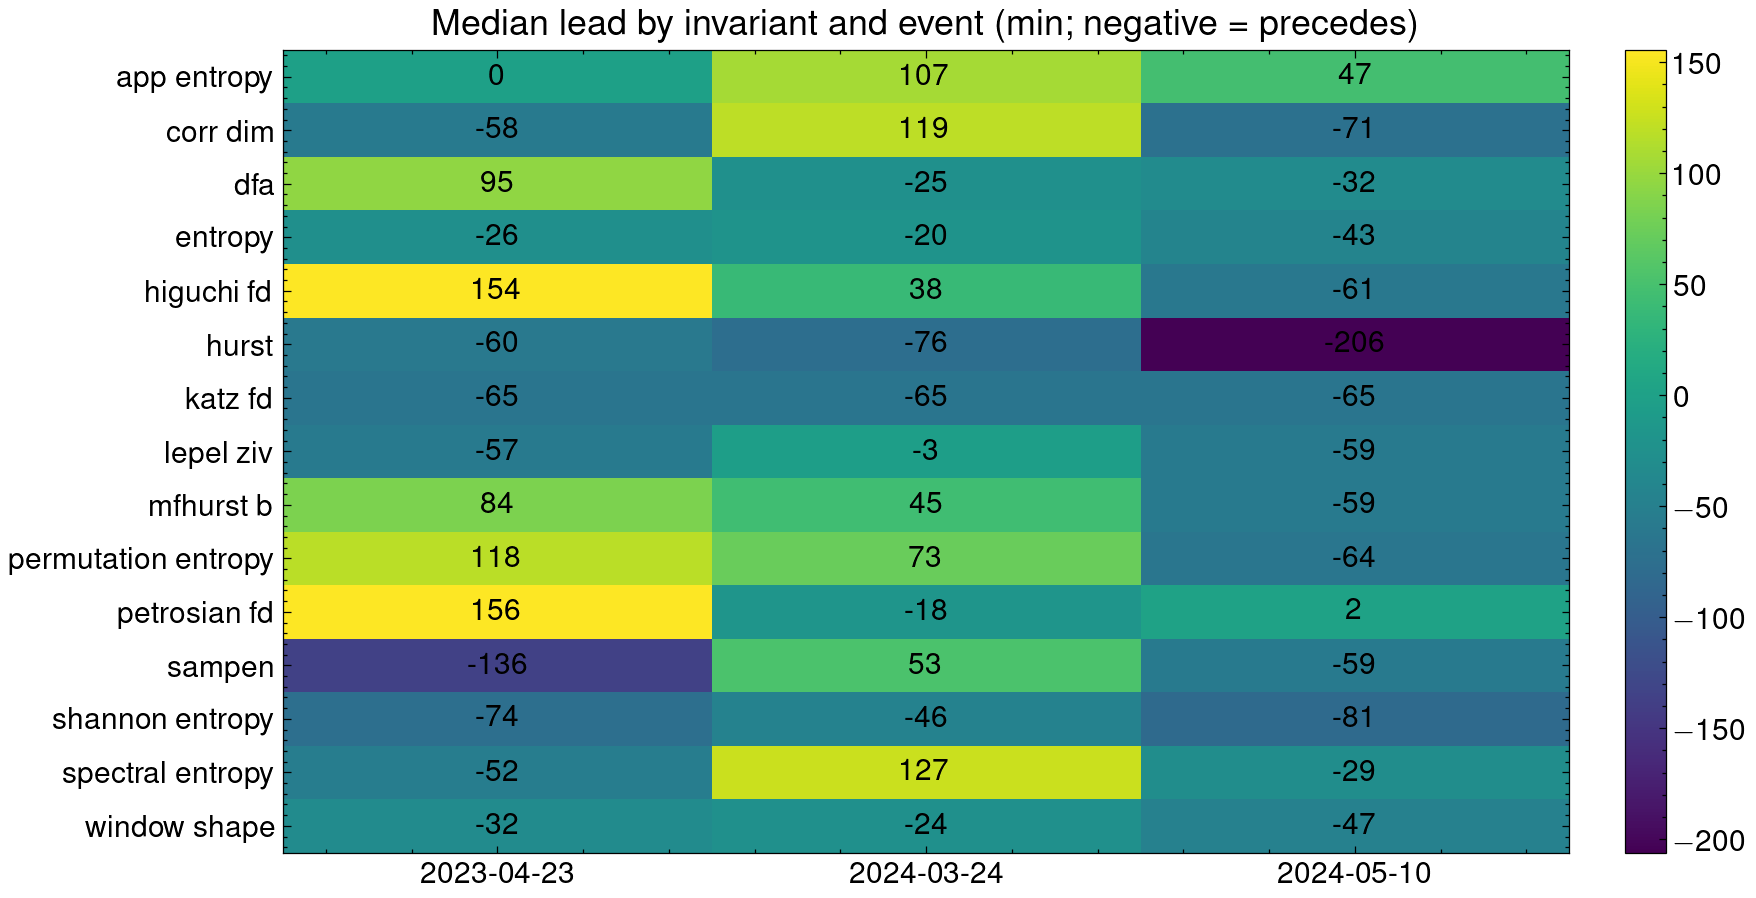 Median lead by invariant and event (min; negative = precedes)
app entropy 0 107 47
corr dim -58 119 -71
dfa 95 -25 -32
entropy -26 -20 -43
higuchi fd 154 38 -61
hurst -60 -76 -206
katz fd -65 -65 -65
lepel ziv -57 -3 -59
mfhurst b 84 45 -59
permutation entropy 118 73 -64
petrosian fd 156 -18 2
sampen -136 53 -59
shannon entropy -74 -46 -81
spectral entropy -52 127 -29
window shape -32 -24 -47
2023-04-23 2024-03-24 2024-05-10
150
100
50
0
−50
−100
−150
−200